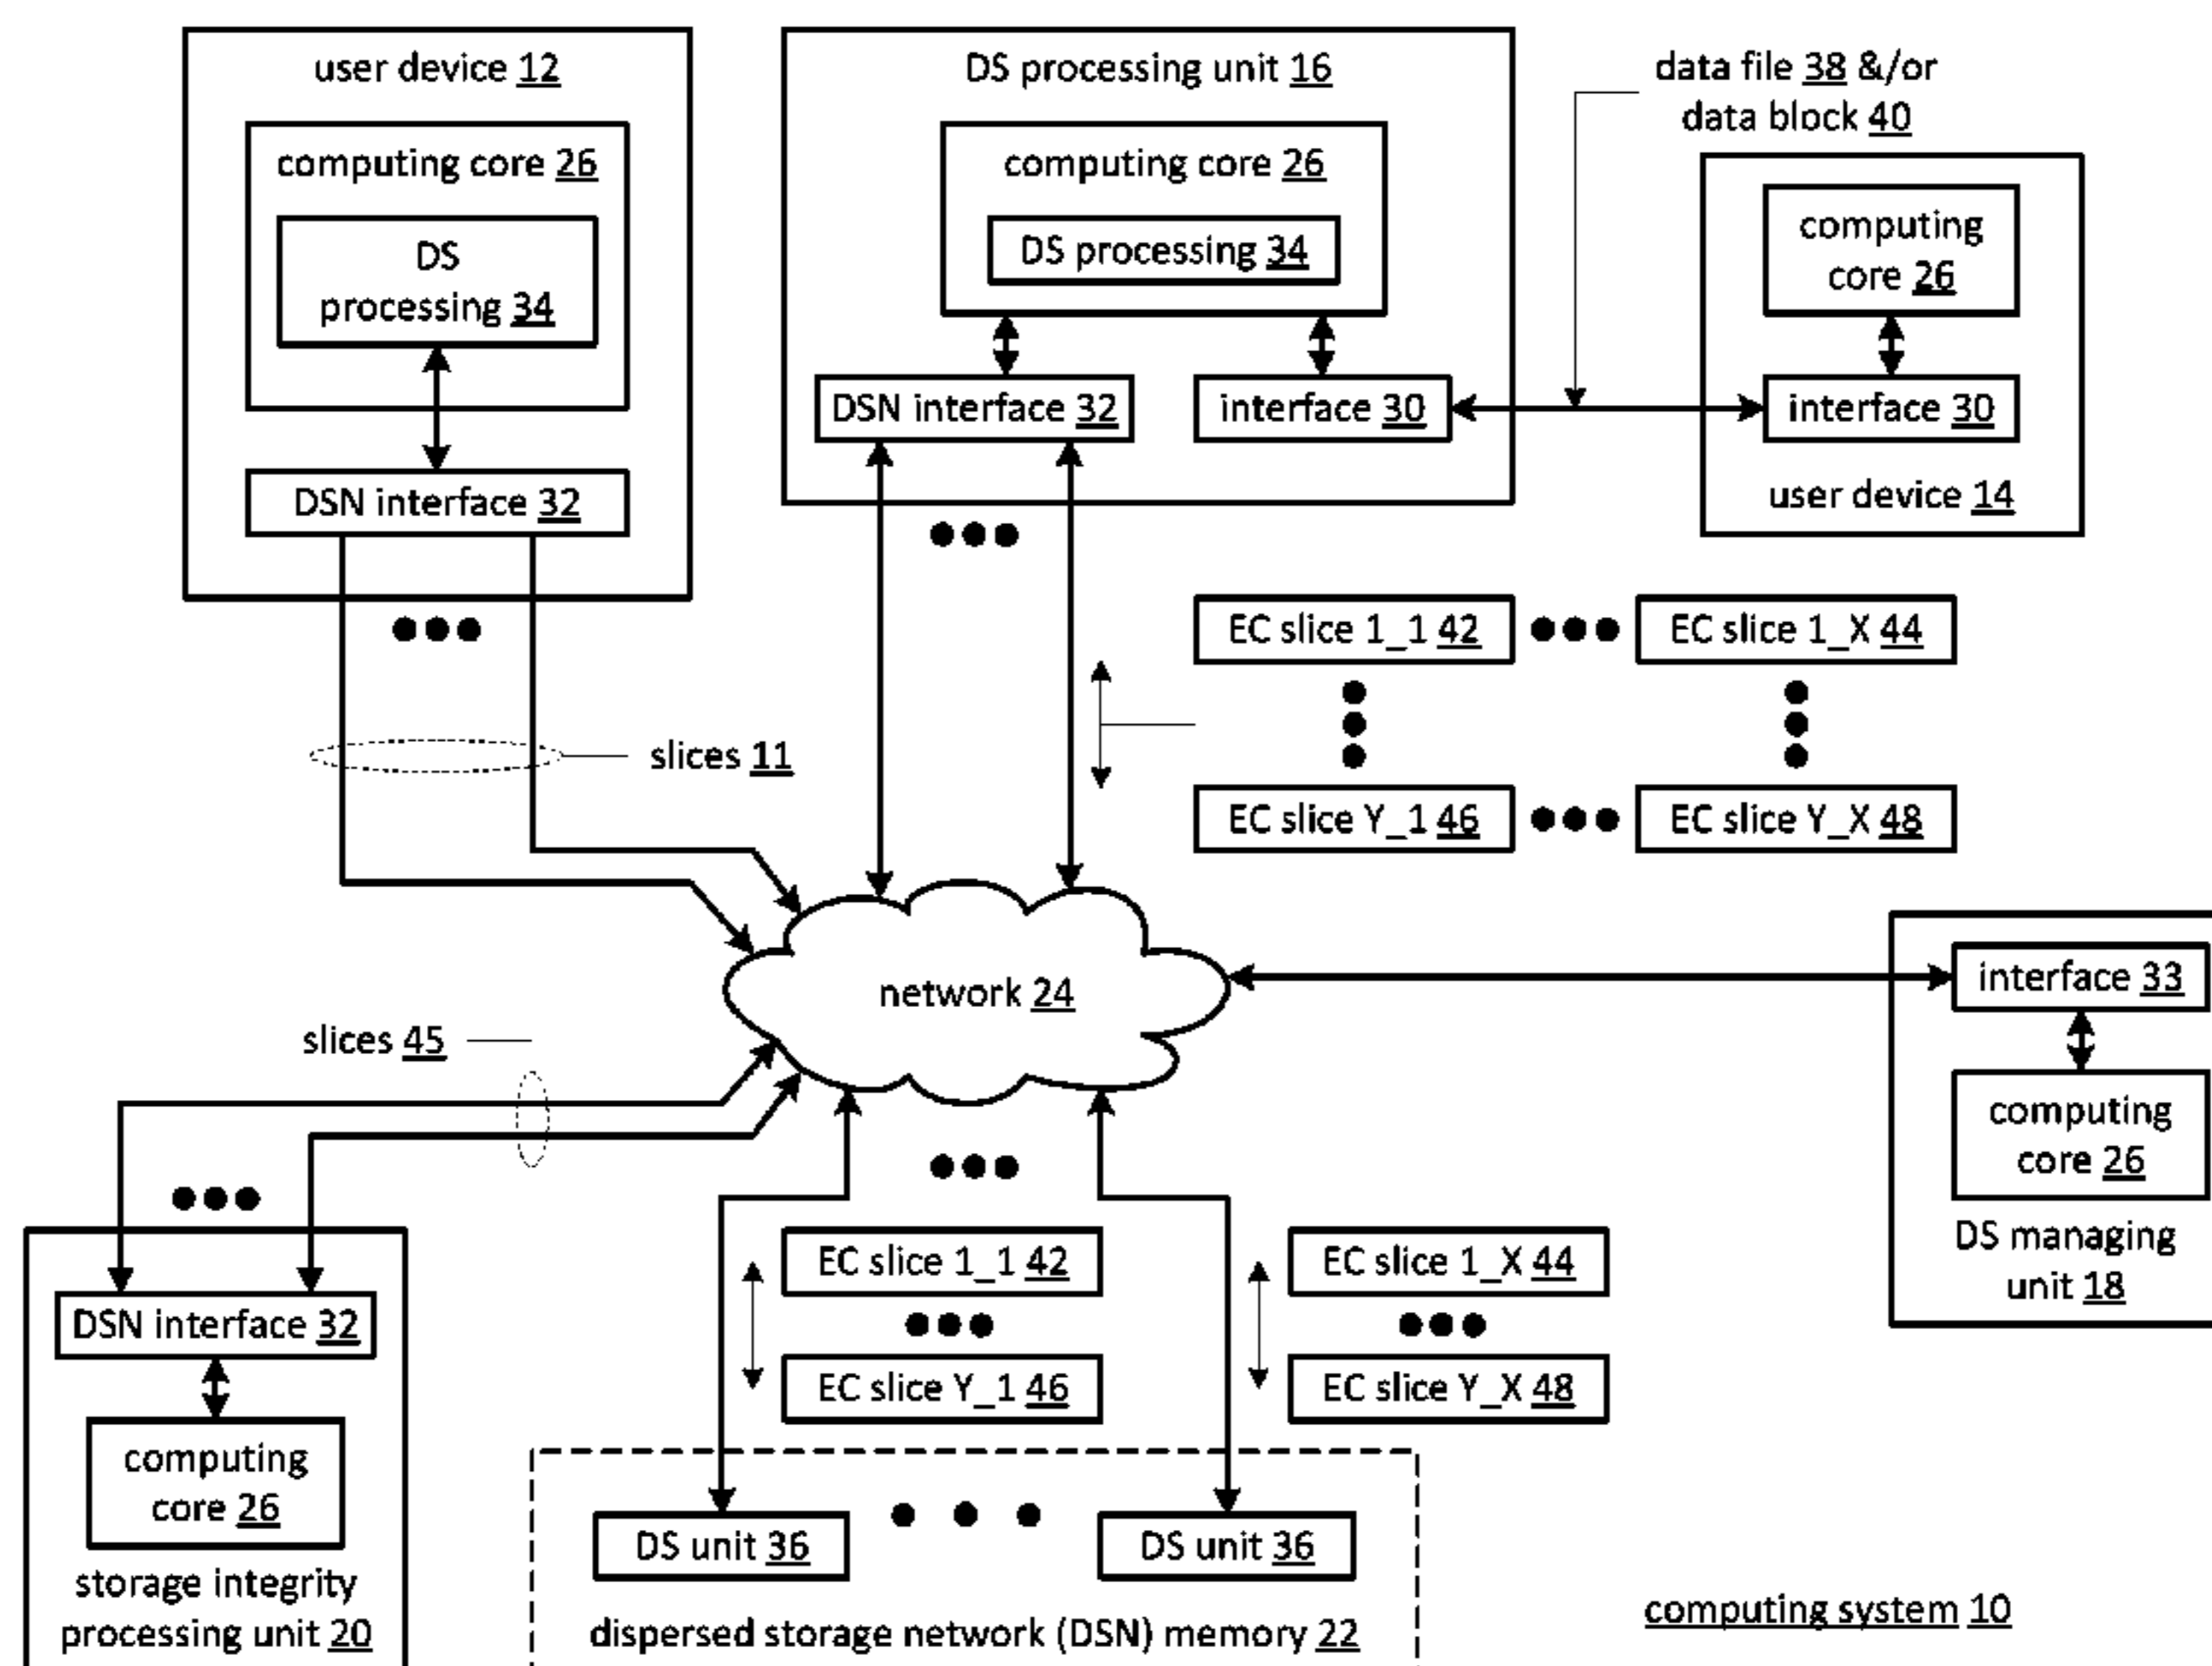 user device 12
computing core 26
DS
processing 34
DSN interface 32
DS processing unit 16
computing core 26
DS processing 34
DSN interface 32
interface 30
data file 38 &/or
data block 40
computing
core 26
interface 30
user device 14
slices 11
EC slice 1_1 42
EC slice 1_X 44
EC slice Y_1 46
EC slice Y_X 48
network 24
interface 33
computing
core 26
DS managing
unit 18
slices 45
DSN interface 32
computing
core 26
storage integrity
processing unit 20
EC slice 1_1 42
EC slice Y_1 46
EC slice 1_X 44
EC slice Y_X 48
DS unit 36
DS unit 36
dispersed storage network (DSN) memory 22
computing system 10